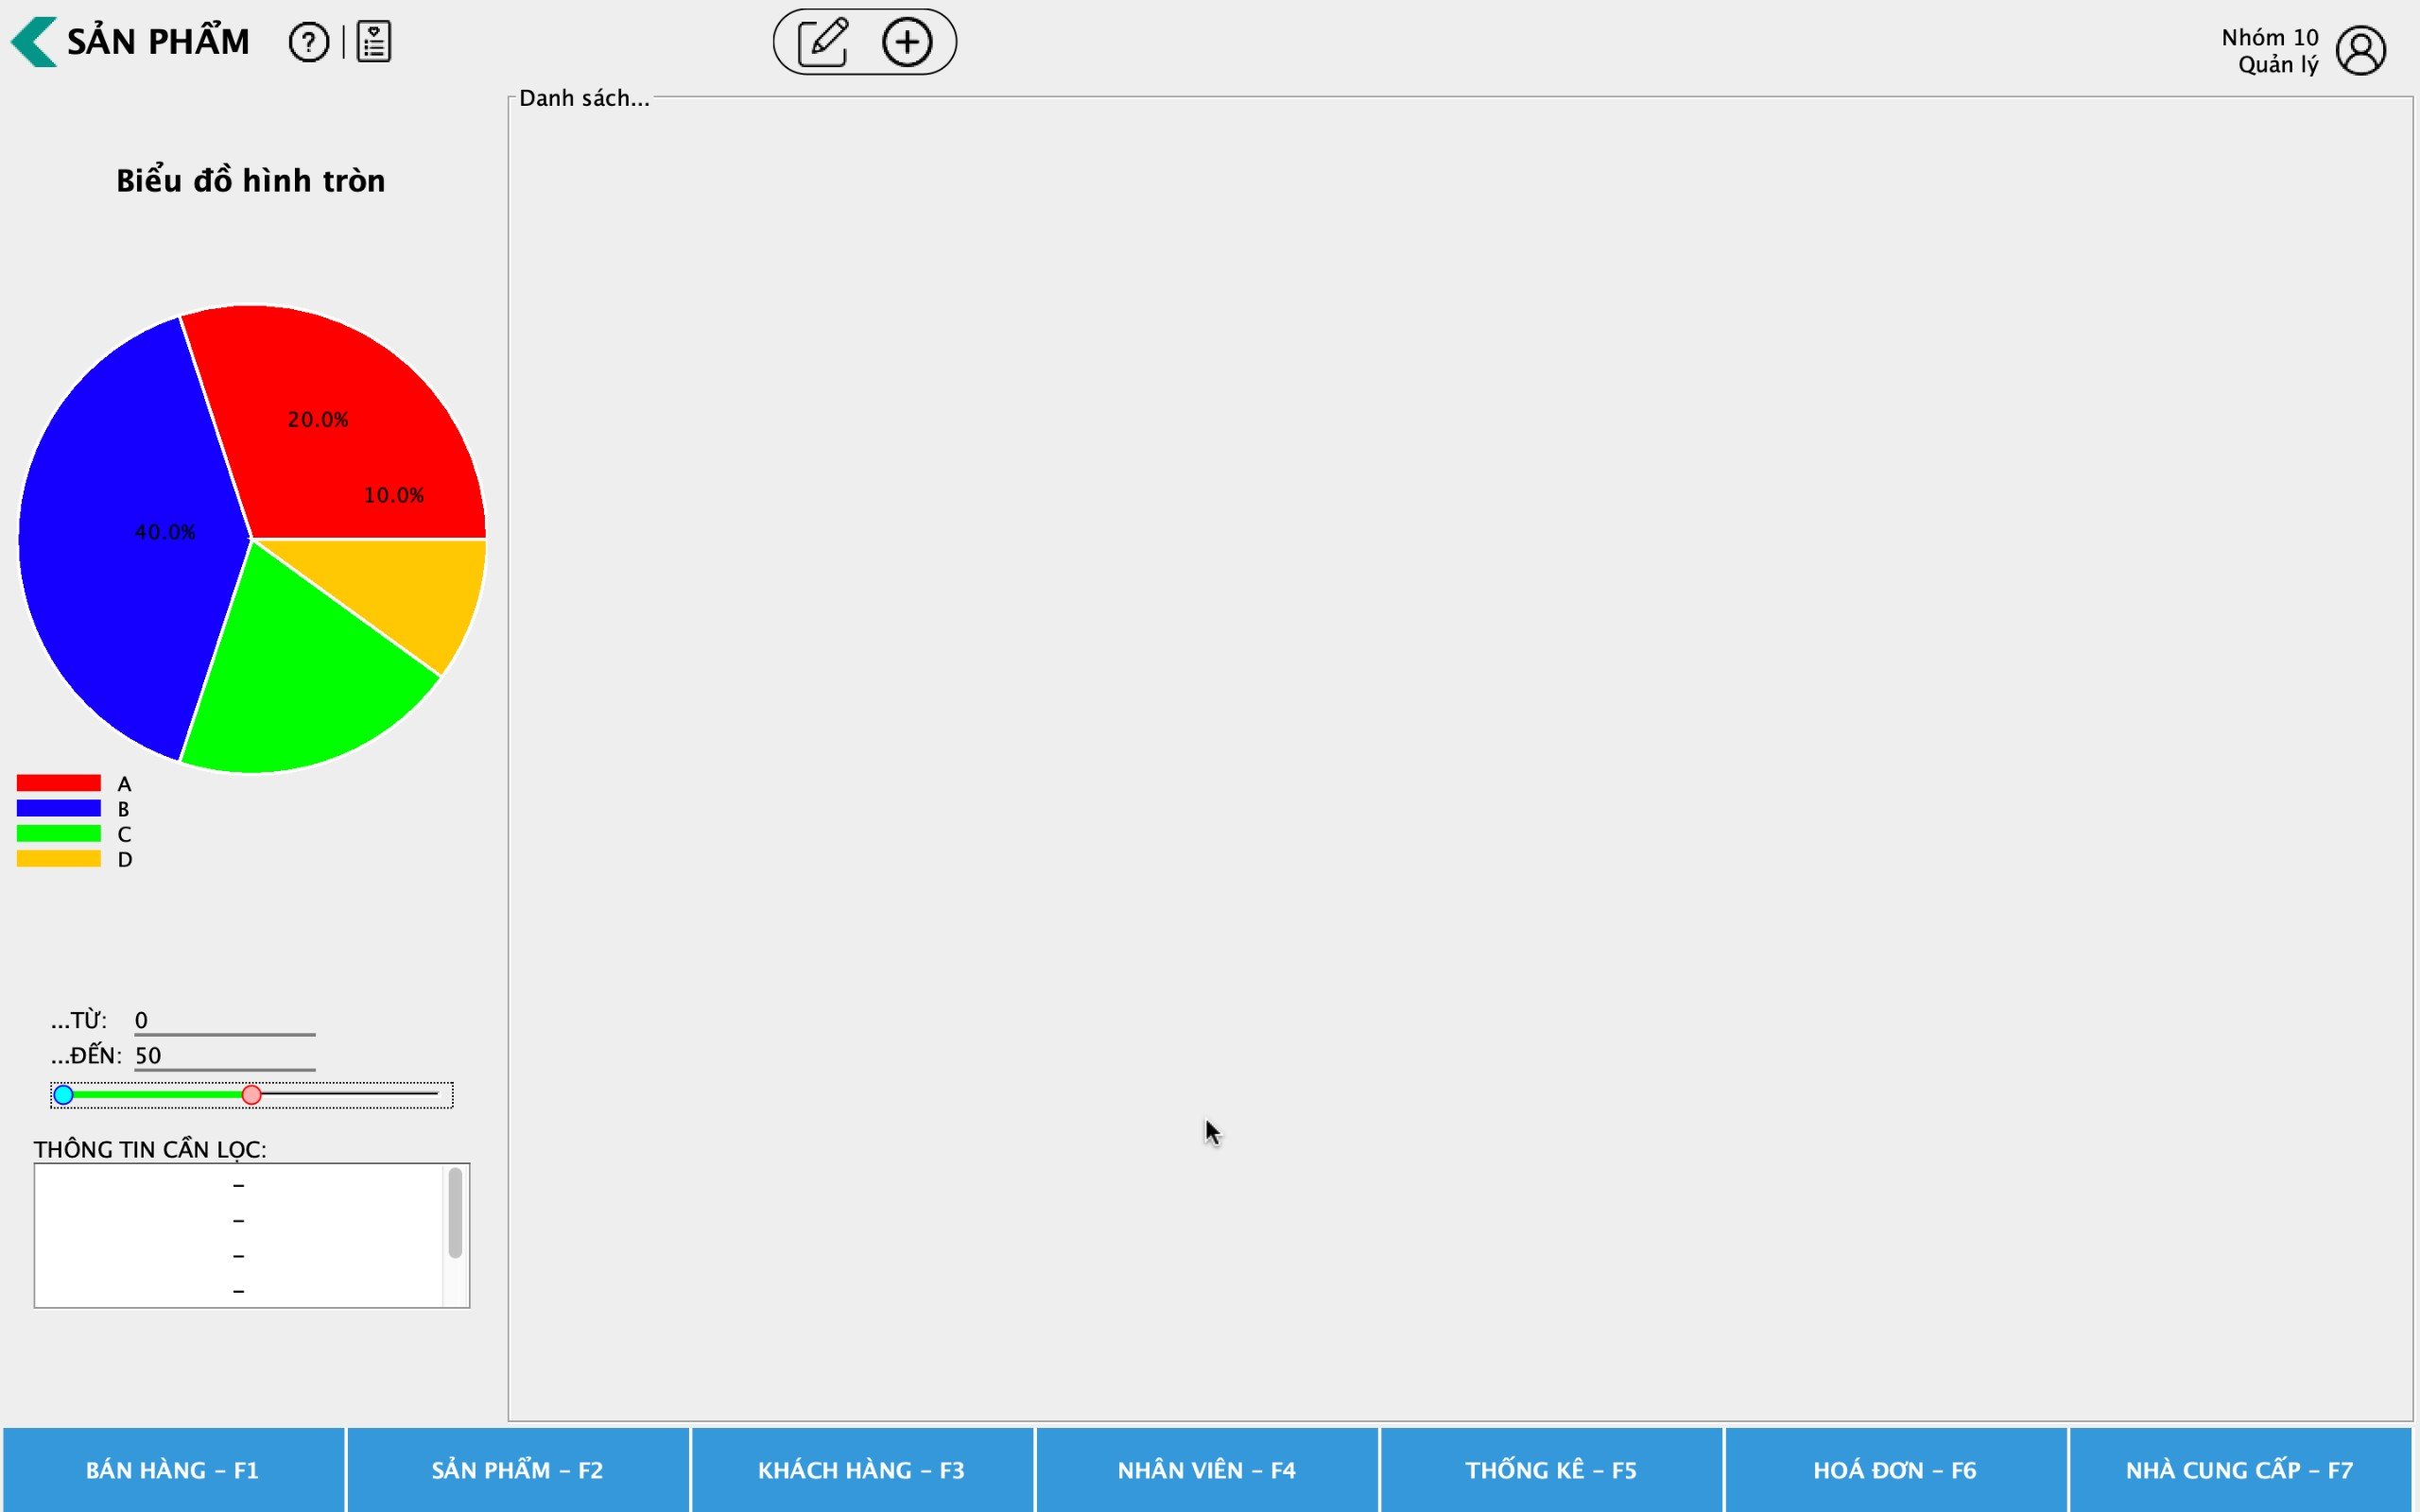 SẢN PHẨM
?
Nhóm 10
Quản lý
Danh sách...
Biểu đồ hình tròn
20.0%
10.0%
40.0%
A
B
C
D
...TỪ: 0
...ĐẾN: 50
THÔNG TIN CẦN LỌC:
–
–
–
–
BÁN HÀNG – F1
SẢN PHẨM – F2
KHÁCH HÀNG – F3
NHÂN VIÊN – F4
THỐNG KÊ – F5
HOÁ ĐƠN – F6
NHÀ CUNG CẤP – F7